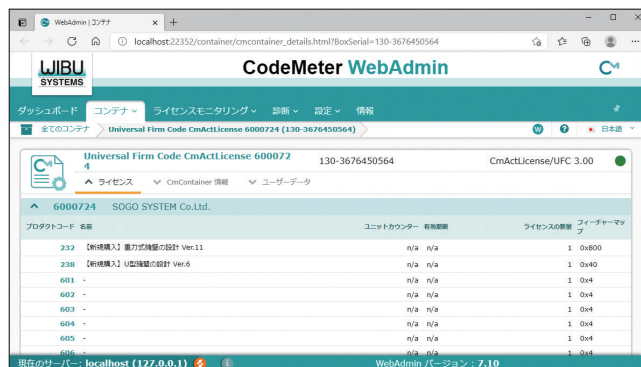 WebAdmin | コンテナ
localhost:22352/container/cmcontainer_details.html?BoxSerial=130-3676450564
WIBU
SYSTEMS
CodeMeter WebAdmin
CM
ダッシュボード コンテナ ライセンスモニタリング 診断 設定 情報
全てのコンテナ Universal Firm Code CmActLicense 6000724 (130-3676450564) W ? 日本語
Universal Firm Code CmActLicense 600072
4
130-3676450564 CmActLicense/UFC 3.00
ライセンス CmContainer 情報 ユーザーデータ
6000724 SOGO SYSTEM Co.Ltd.
プロダクトコード 名前 ユニットカウンター 有効期限 ライセンスの数量 フィーチャーマッ
プ
232 【新規購入】重力式擁壁の設計 Ver.11 n/a n/a 1 0x800
238 【新規購入】U型擁壁の設計 Ver.6 n/a n/a 1 0x40
601 - n/a n/a 1 0x4
602 - n/a n/a 1 0x4
603 - n/a n/a 1 0x4
604 - n/a n/a 1 0x4
605 - n/a n/a 1 0x4
606 - n/a n/a 1 0x4
現在のサーバー: localhost (127.0.0.1) WebAdmin バージョン : 7.10